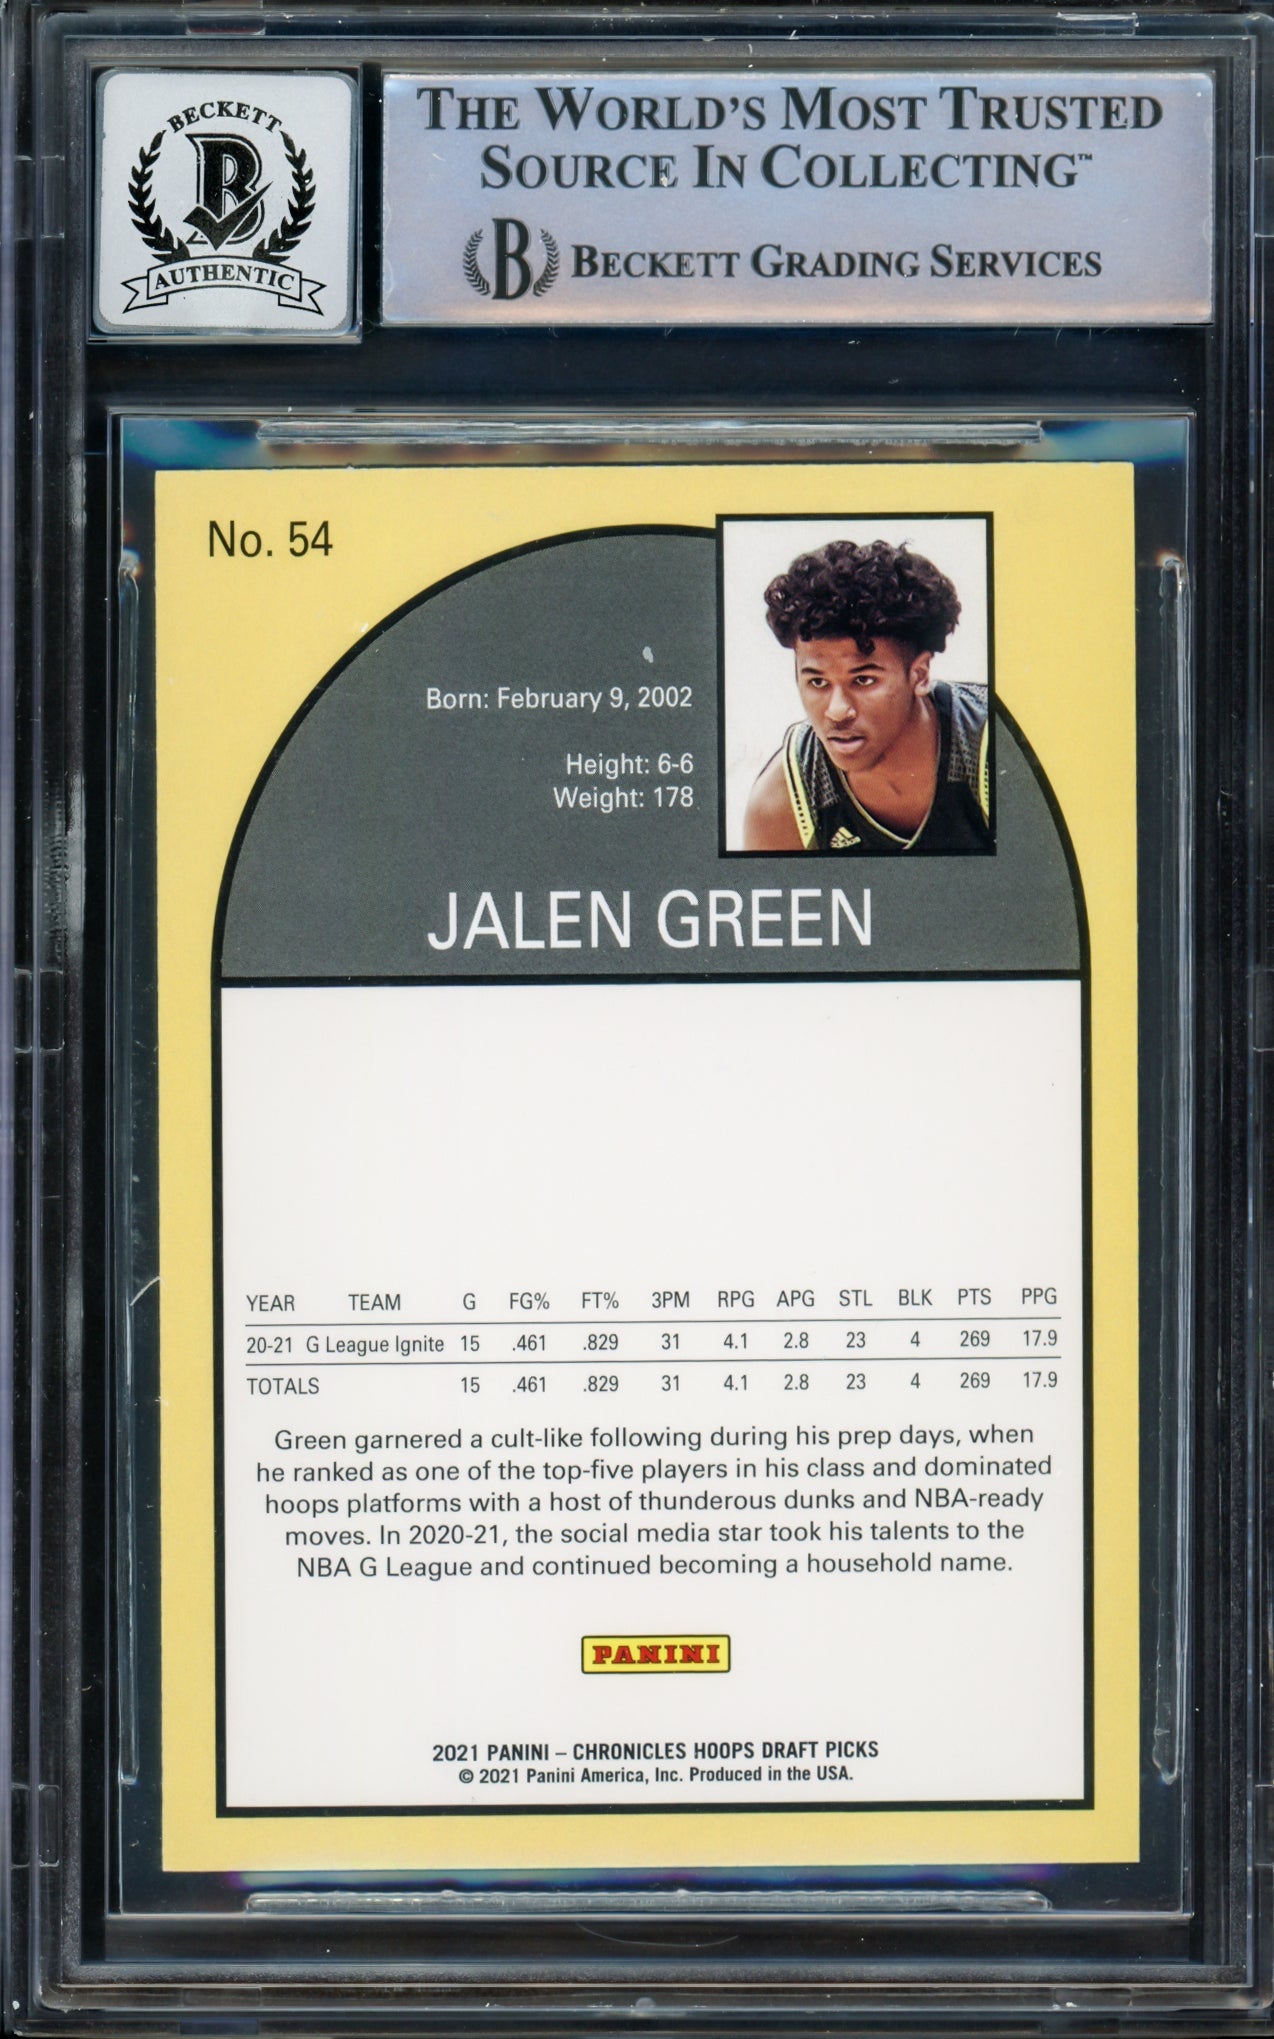 BECKETT
B
AUTHENTIC
THE WORLD'S MOST TRUSTED
SOURCE IN COLLECTING™
B BECKETT GRADING SERVICES
No. 54
Born: February 9, 2002
Height: 6-6
Weight: 178
adidas
JALEN GREEN
YEAR TEAM G FG% FT% 3PM RPG APG STL BLK PTS PPG
20-21 G League Ignite 15 .461 .829 31 4.1 2.8 23 4 269 17.9
TOTALS 15 .461 .829 31 4.1 2.8 23 4 269 17.9
Green garnered a cult-like following during his prep days, when
he ranked as one of the top-five players in his class and dominated
hoops platforms with a host of thunderous dunks and NBA-ready
moves. In 2020-21, the social media star took his talents to the
NBA G League and continued becoming a household name.
PANINI
2021 PANINI – CHRONICLES HOOPS DRAFT PICKS
© 2021 Panini America, Inc. Produced in the USA.